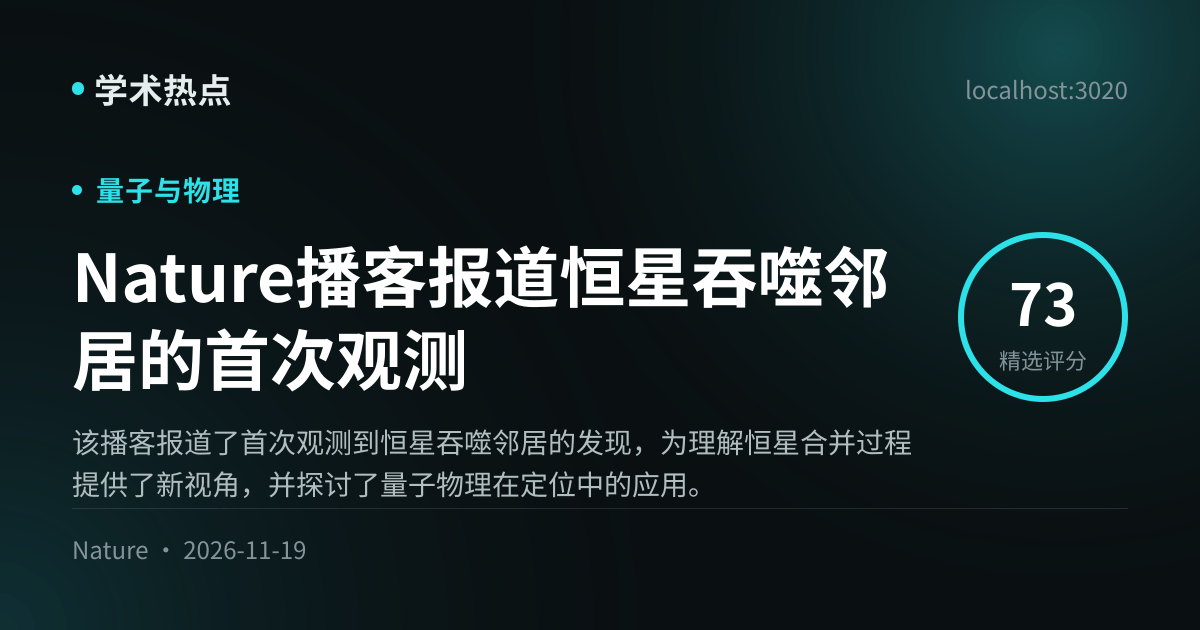 学术热点
localhost:3020
量子与物理
Nature播客报道恒星吞噬邻
居的首次观测
73
精选评分
该播客报道了首次观测到恒星吞噬邻居的发现，为理解恒星合并过程
提供了新视角，并探讨了量子物理在定位中的应用。
Nature · 2026-11-19